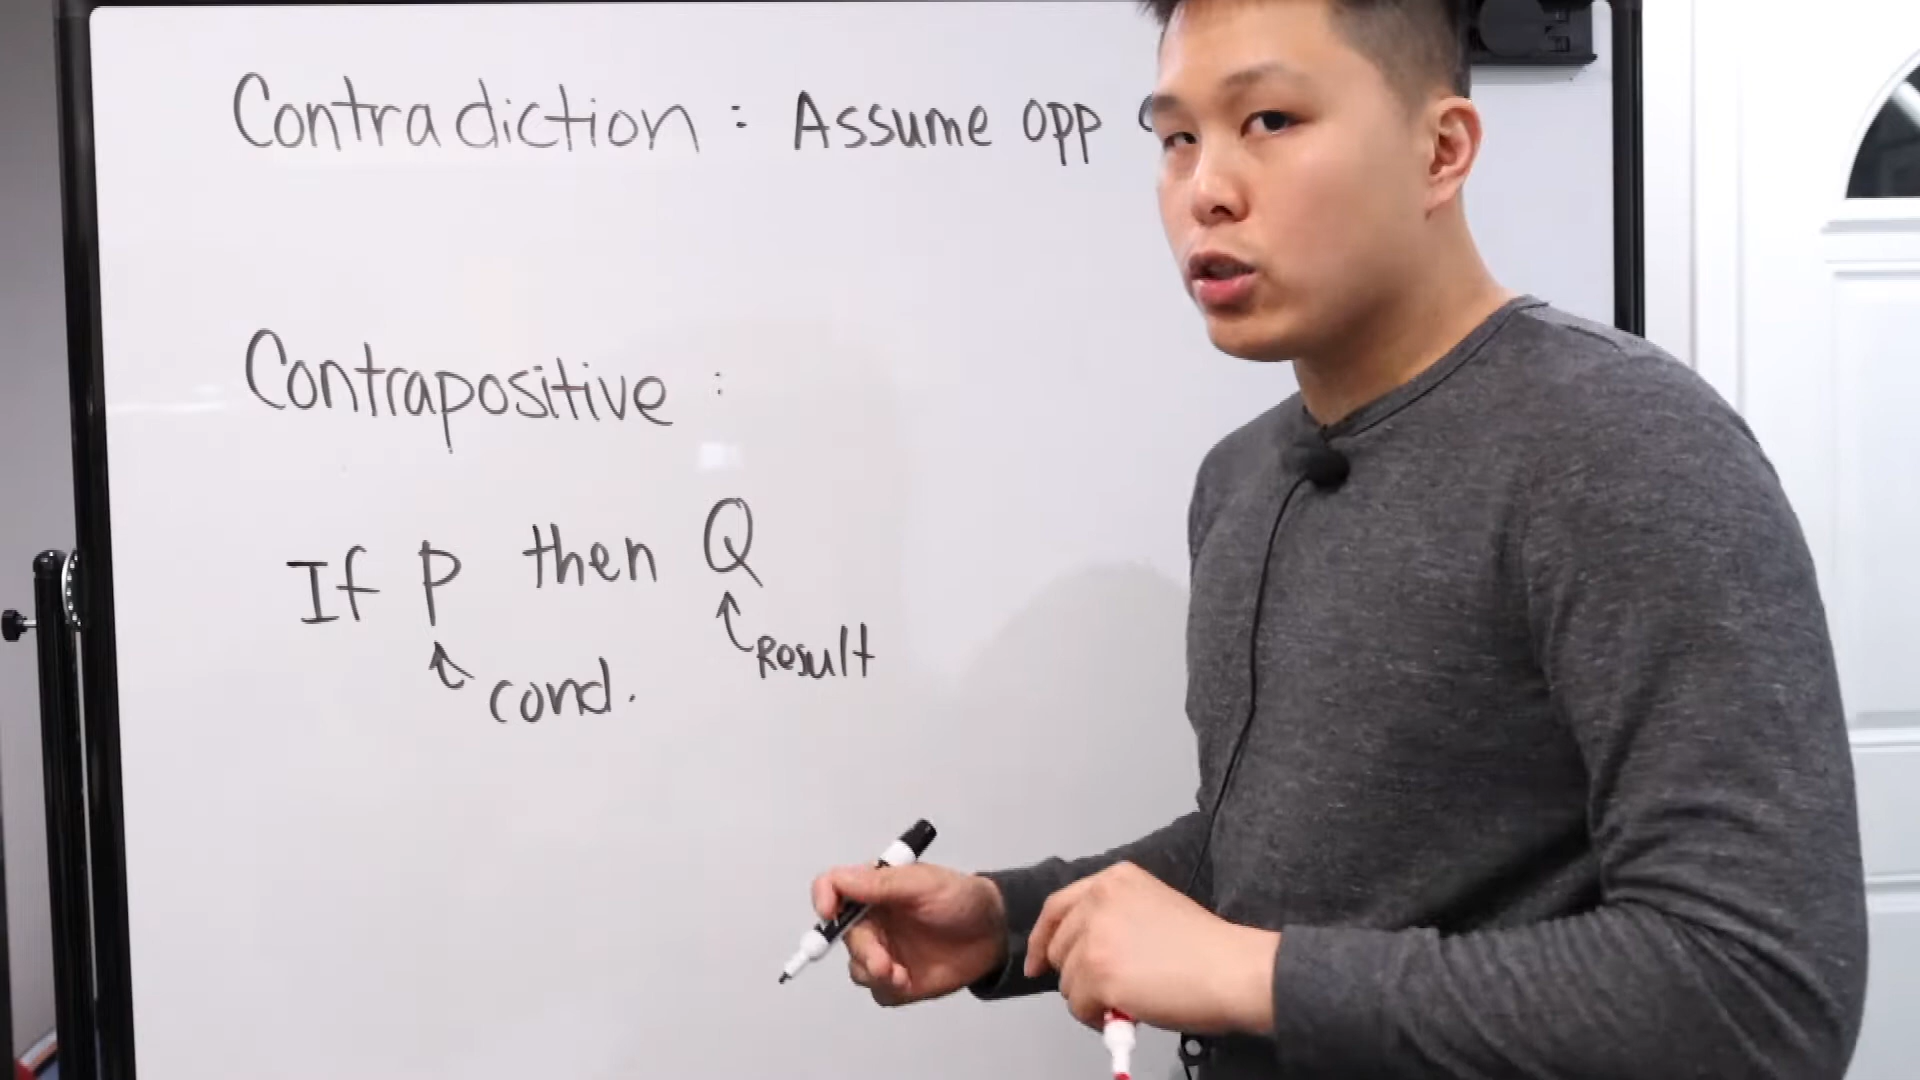 Contradiction : Assume opp
Contrapositive :
If P then Q
Result
cond.